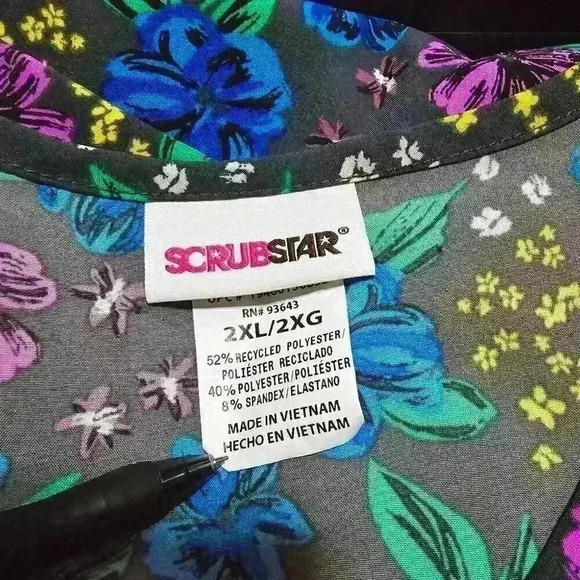 SCRUBSTAR®
RN# 93643
2XL/2XG
52% RECYCLED POLYESTER/
POLIÉSTER RECICLADO
40% POLYESTER/POLIÉSTER
8% SPANDEX/ELASTANO
MADE IN VIETNAM
HECHO EN VIETNAM